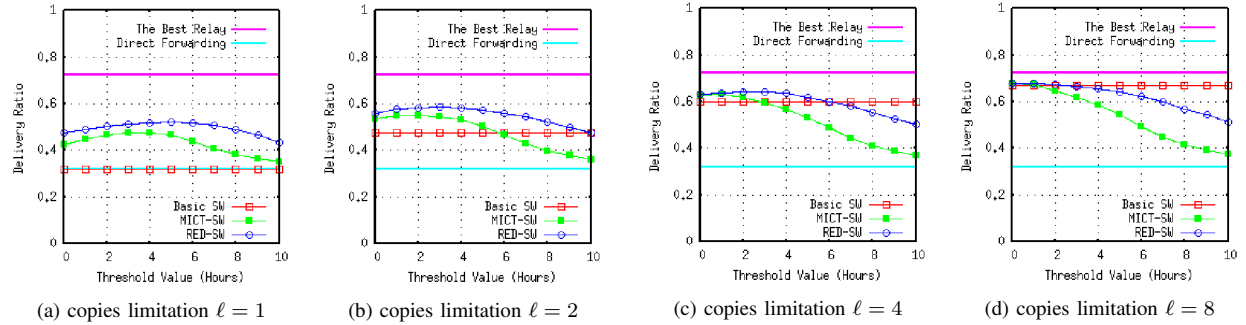 1
0.8
0.6
0.4
0.2
0
0 2 4 6 8 10
Delivery Ratio
Threshold Value (Hours)
The Best Relay
Direct Forwarding
Basic SW
MICT-SW
RED-SW
(a) copies limitation ℓ = 1
1
0.8
0.6
0.4
0.2
0
0 2 4 6 8 10
Delivery Ratio
Threshold Value (Hours)
The Best Relay
Direct Forwarding
Basic SW
MICT-SW
RED-SW
(b) copies limitation ℓ = 2
1
0.8
0.6
0.4
0.2
0
0 2 4 6 8 10
Delivery Ratio
Threshold Value (Hours)
The Best Relay
Direct Forwarding
Basic SW
MICT-SW
RED-SW
(c) copies limitation ℓ = 4
1
0.8
0.6
0.4
0.2
0
0 2 4 6 8 10
Delivery Ratio
Threshold Value (Hours)
The Best Relay
Direct Forwarding
Basic SW
MICT-SW
RED-SW
(d) copies limitation ℓ = 8